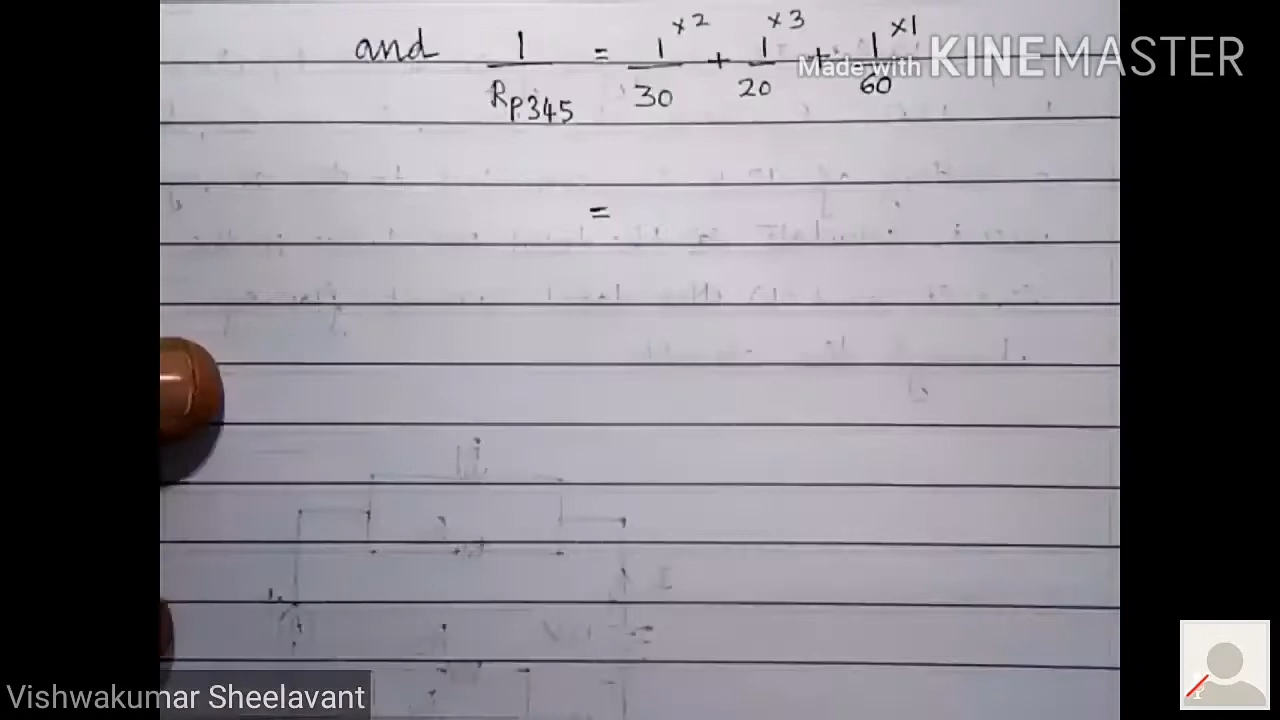 and 1/R_P345 = 1/30 ×2 + 1/20 ×3 + 1/60 ×1
Made with KINEMASTER
=
Vishwakumar Sheelavant